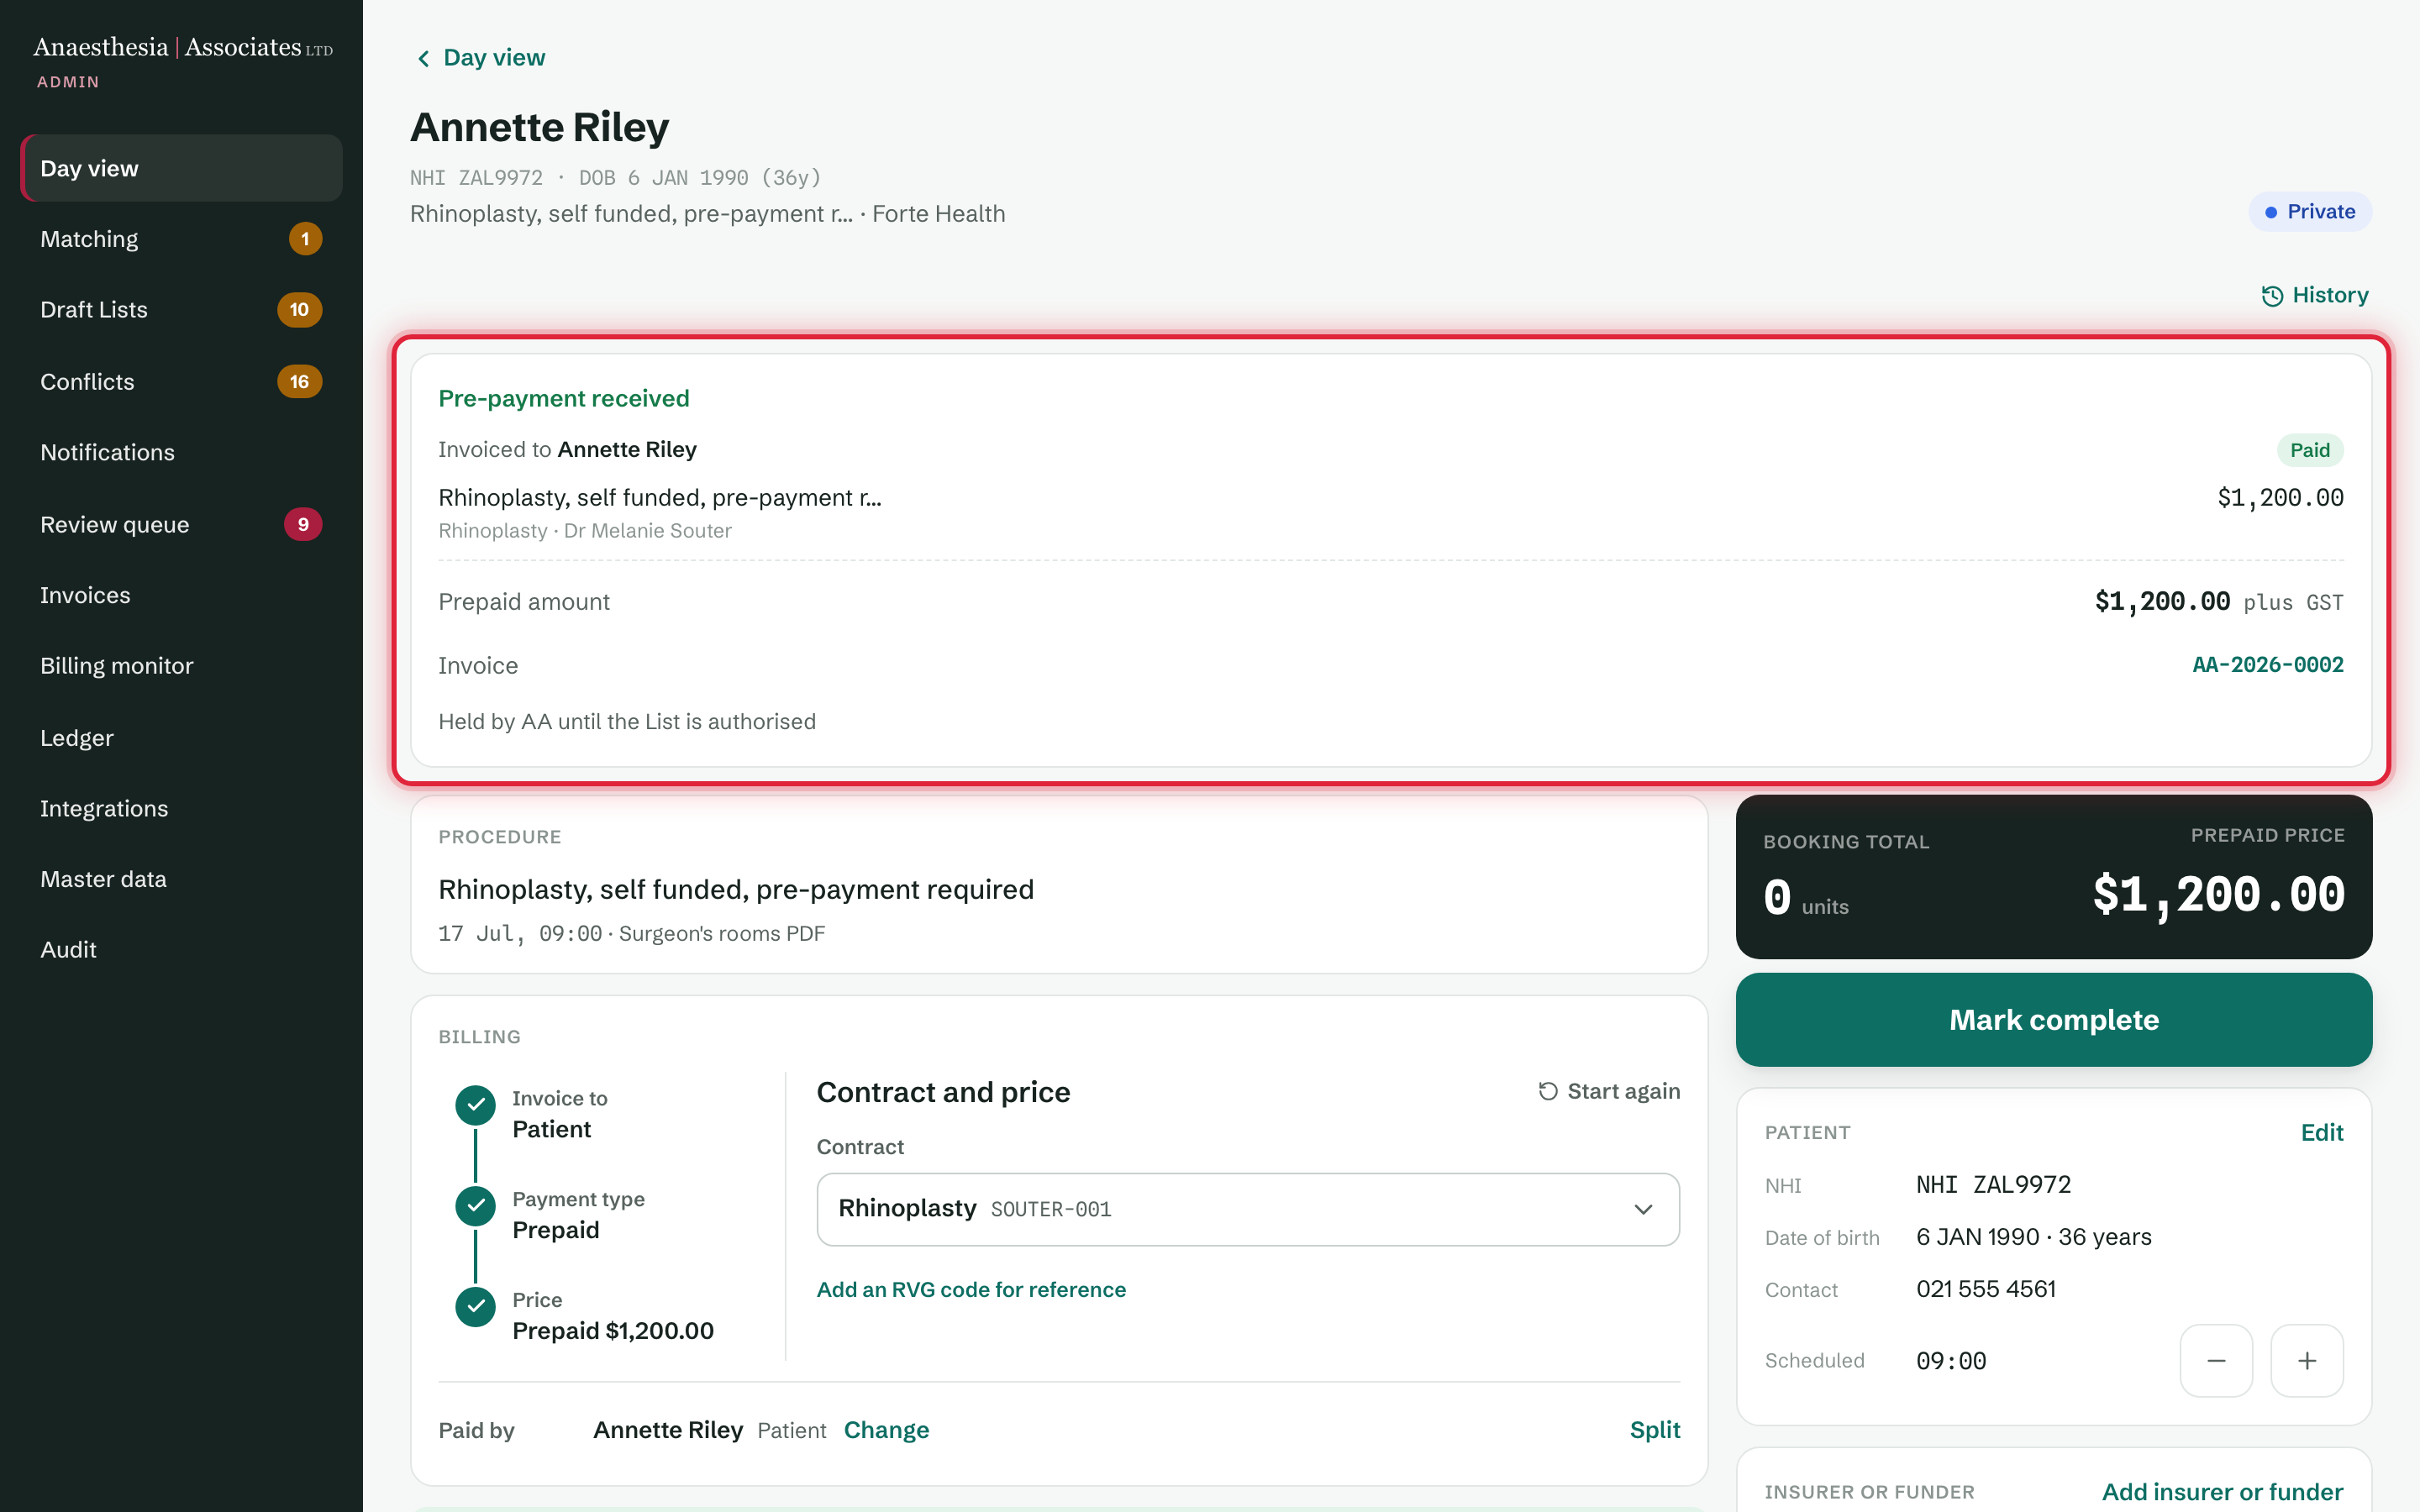 Anaesthesia | Associates LTD
ADMIN
Day view
Matching 1
Draft Lists 10
Conflicts 16
Notifications
Review queue 9
Invoices
Billing monitor
Ledger
Integrations
Master data
Audit
Day view
Annette Riley
NHI ZAL9972 · DOB 6 JAN 1990 (36y)
Rhinoplasty, self funded, pre-payment r... · Forte Health
Private
History
Pre-payment received
Invoiced to Annette Riley
Paid
Rhinoplasty, self funded, pre-payment r...
$1,200.00
Rhinoplasty · Dr Melanie Souter
Prepaid amount
$1,200.00 plus GST
Invoice
AA-2026-0002
Held by AA until the List is authorised
PROCEDURE
Rhinoplasty, self funded, pre-payment required
17 Jul, 09:00 · Surgeon's rooms PDF
BILLING
Invoice to
Patient
Payment type
Prepaid
Price
Prepaid $1,200.00
Contract and price
Start again
Contract
Rhinoplasty SOUTER-001
Add an RVG code for reference
Paid by
Annette Riley Patient Change
Split
BOOKING TOTAL
0 units
PREPAID PRICE
$1,200.00
Mark complete
PATIENT
Edit
NHI
NHI ZAL9972
Date of birth
6 JAN 1990 · 36 years
Contact
021 555 4561
Scheduled
09:00
− +
INSURER OR FUNDER
Add insurer or funder